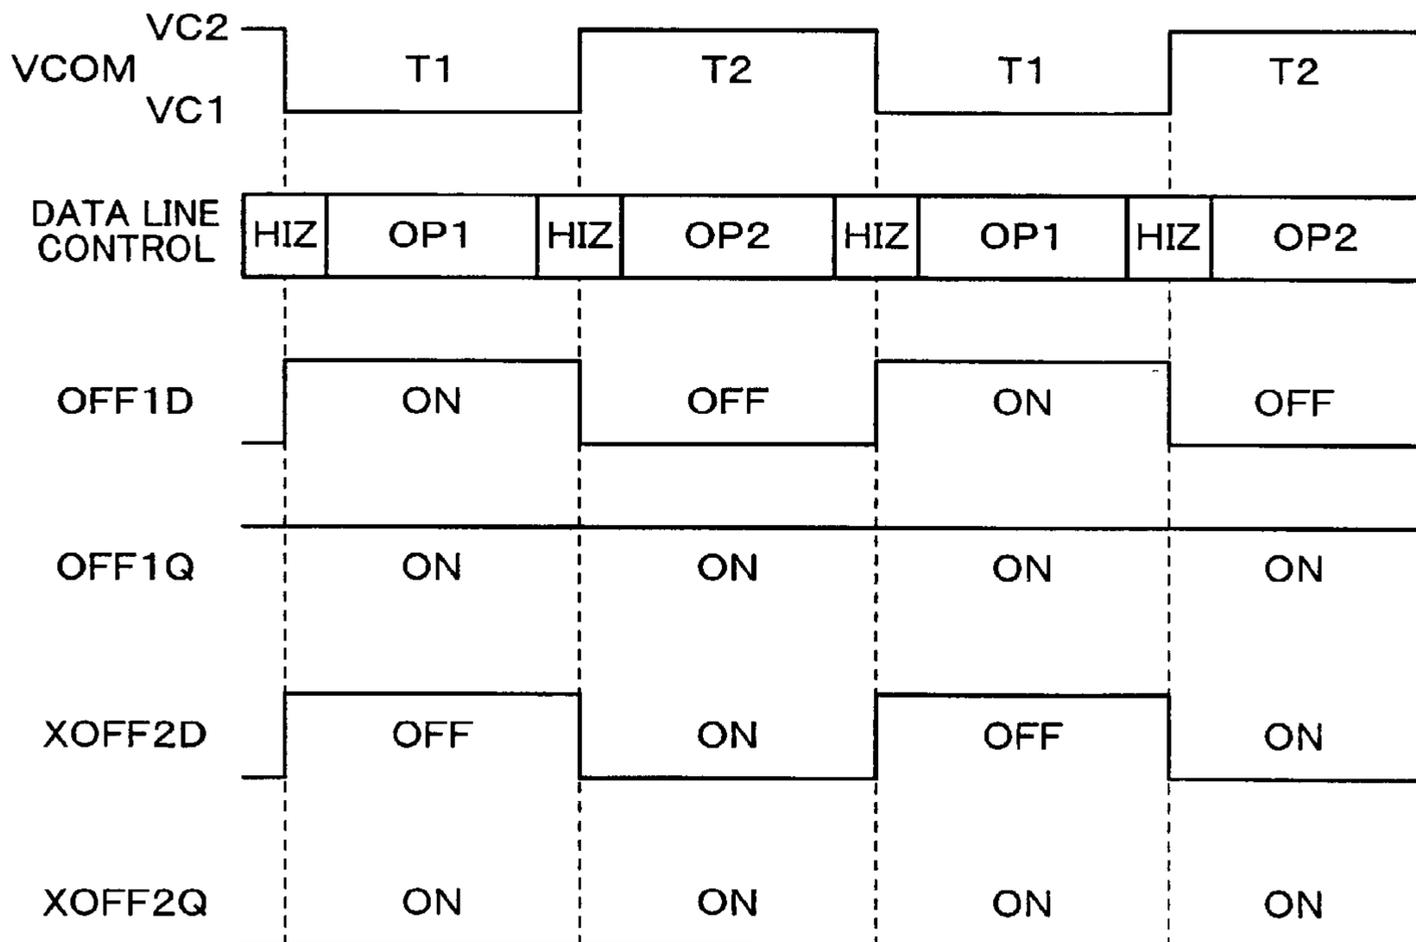 VC2
VCOM T1 T2 T1 T2
VC1
DATA LINE
CONTROL
HIZ OP1 HIZ OP2 HIZ OP1 HIZ OP2
OFF1D ON OFF ON OFF
OFF1Q ON ON ON ON
XOFF2D OFF ON OFF ON
XOFF2Q ON ON ON ON